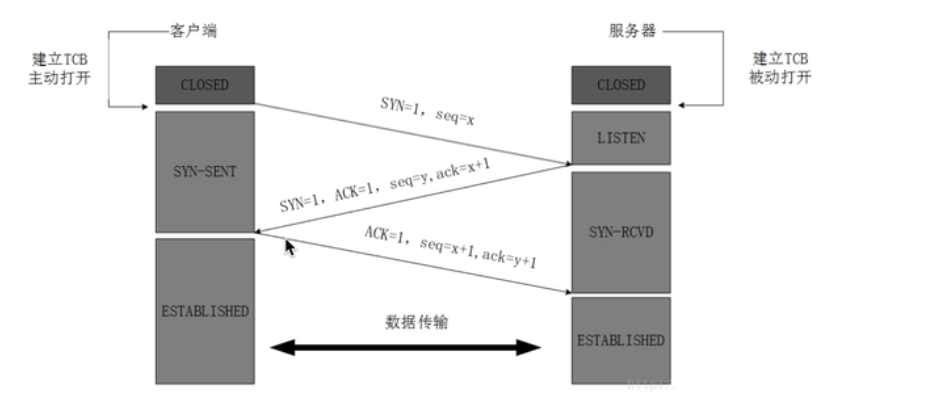 客户端
服务器
建立TCB
主动打开
建立TCB
被动打开
CLOSED
CLOSED
SYN=1, seq=x
LISTEN
SYN-SENT
SYN=1, ACK=1, seq=y,ack=x+1
SYN-RCVD
ACK=1, seq=x+1,ack=y+1
ESTABLISHED
数据传输
ESTABLISHED